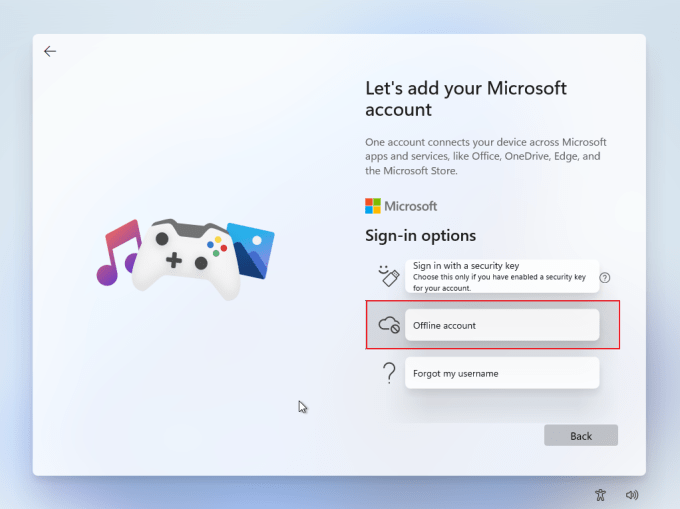 Let's add your Microsoft
account
One account connects your device across Microsoft
apps and services, like Office, OneDrive, Edge, and
the Microsoft Store.
Microsoft
Sign-in options
Sign in with a security key
Choose this only if you have enabled a security key
for your account.
?
Offline account
Forgot my username
Back